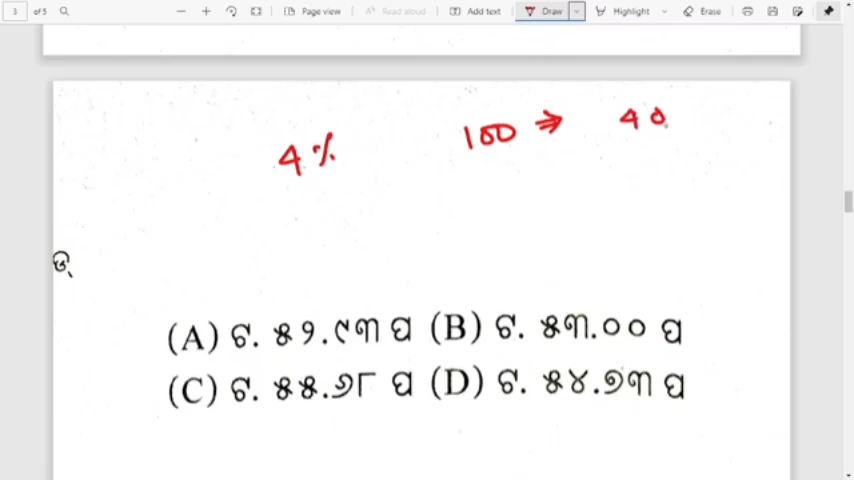 3 of 5 Page view Read aloud Add text Draw Highlight Erase
4% 100 ⇒ 40
(A) ଟ. ୫୨.୯୩ ପ (B) ଟ. ୫୩.୦୦ ପ
(C) ଟ. ୫୫.୬୮ ପ (D) ଟ. ୫୪.୭୩ ପ